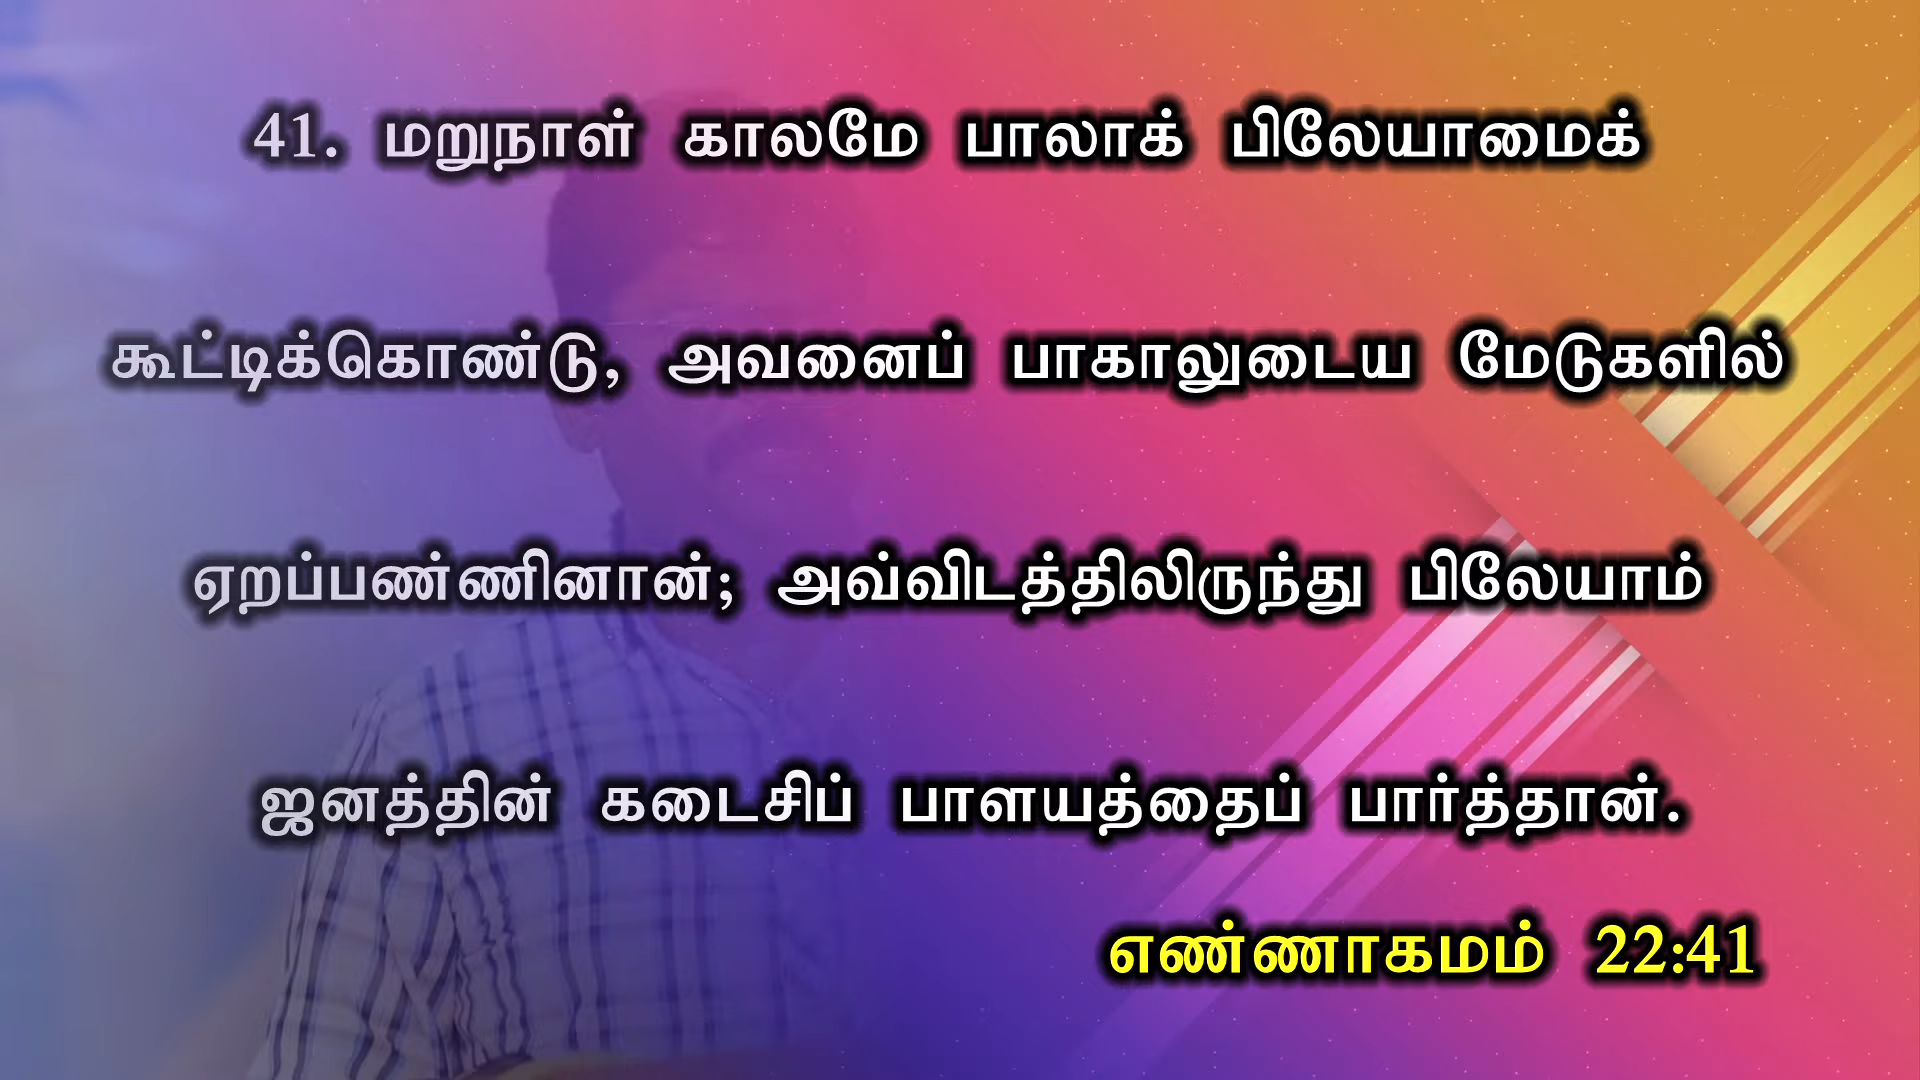 41. மறுநாள் காலமே பாலாக் பிலேயாமைக்
கூட்டிக்கொண்டு, அவனைப் பாகாலுடைய மேடுகளில்
ஏறப்பண்ணினான்; அவ்விடத்திலிருந்து பிலேயாம்
ஜனத்தின் கடைசிப் பாளயத்தைப் பார்த்தான்.
எண்ணாகமம் 22:41